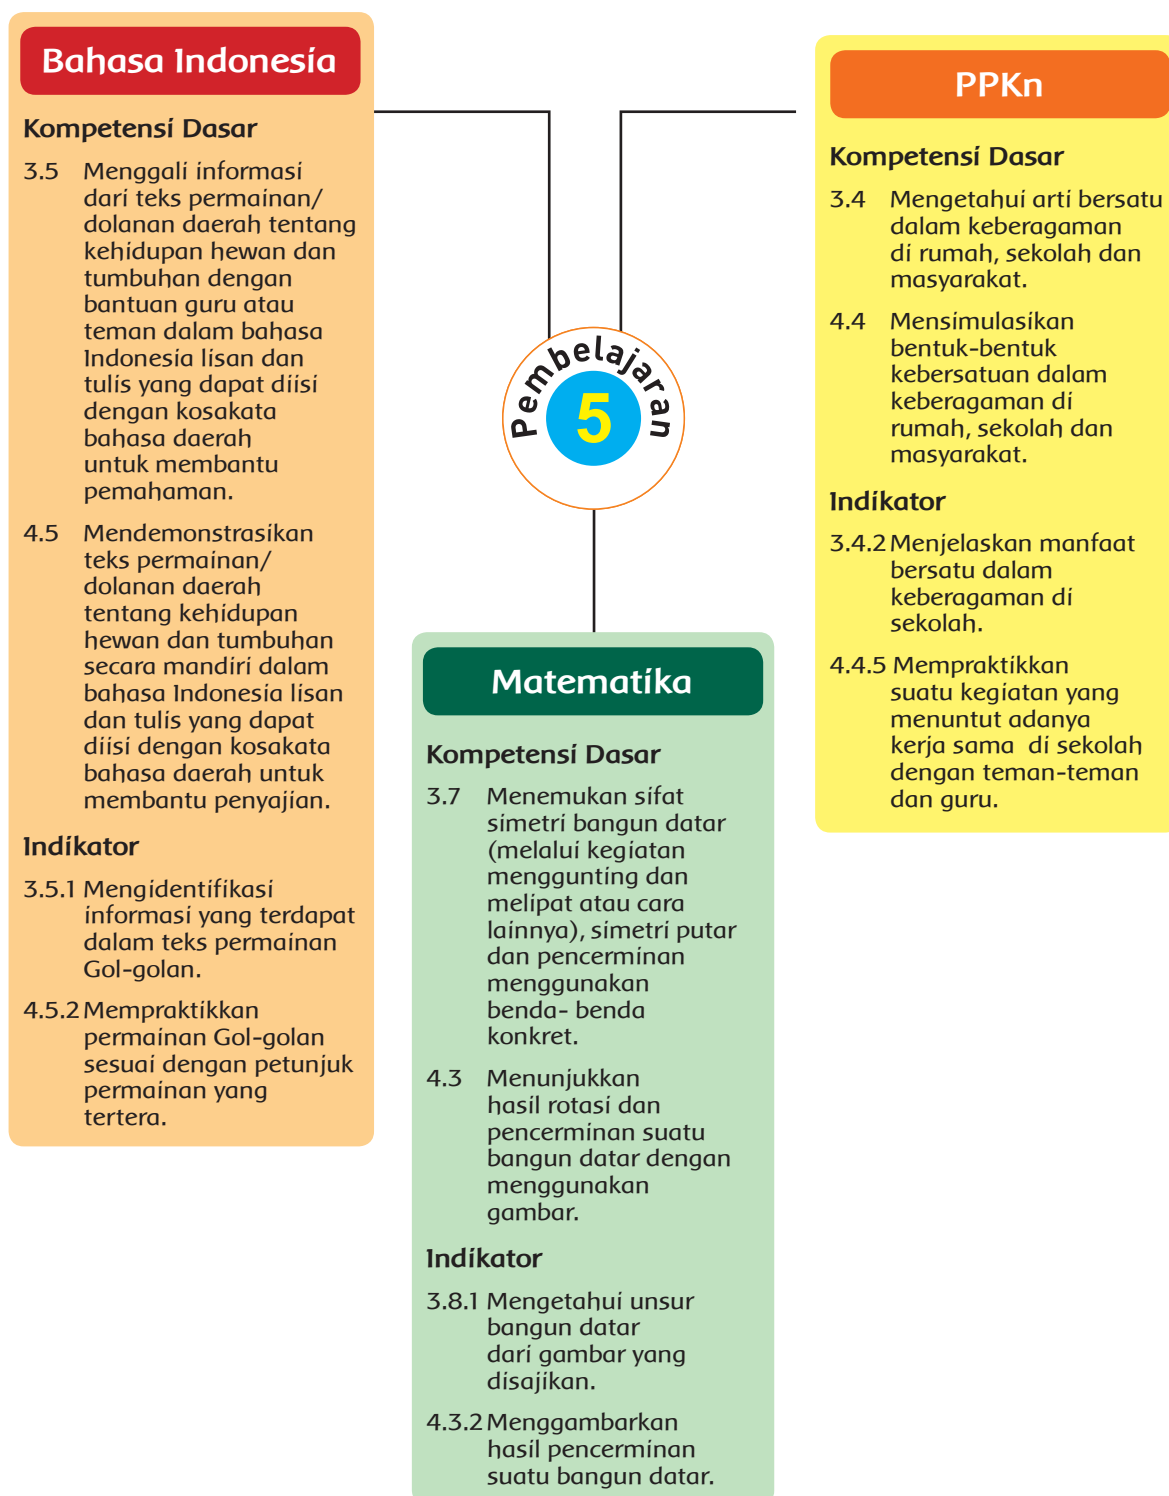 Bahasa Indonesia
Kompetensi Dasar
3.5 Menggali informasi
dari teks permainan/
dolanan daerah tentang
kehidupan hewan dan
tumbuhan dengan
bantuan guru atau
teman dalam bahasa
Indonesia lisan dan
tulis yang dapat diisi
dengan kosakata
bahasa daerah
untuk membantu
pemahaman.
4.5 Mendemonstrasikan
teks permainan/
dolanan daerah
tentang kehidupan
hewan dan tumbuhan
secara mandiri dalam
bahasa Indonesia lisan
dan tulis yang dapat
diisi dengan kosakata
bahasa daerah untuk
membantu penyajian.
Indikator
3.5.1 Mengidentifikasi
informasi yang terdapat
dalam teks permainan
Gol-golan.
4.5.2 Mempraktikkan
permainan Gol-golan
sesuai dengan petunjuk
permainan yang
tertera.
Pembelajaran
5
Matematika
Kompetensi Dasar
3.7 Menemukan sifat
simetri bangun datar
(melalui kegiatan
menggunting dan
melipat atau cara
lainnya), simetri putar
dan pencerminan
menggunakan
benda- benda
konkret.
4.3 Menunjukkan
hasil rotasi dan
pencerminan suatu
bangun datar dengan
menggunakan
gambar.
Indikator
3.8.1 Mengetahui unsur
bangun datar
dari gambar yang
disajikan.
4.3.2 Menggambarkan
hasil pencerminan
suatu bangun datar.
PPKn
Kompetensi Dasar
3.4 Mengetahui arti bersatu
dalam keberagaman
di rumah, sekolah dan
masyarakat.
4.4 Mensimulasikan
bentuk-bentuk
kebersatuan dalam
keberagaman di
rumah, sekolah dan
masyarakat.
Indikator
3.4.2 Menjelaskan manfaat
bersatu dalam
keberagaman di
sekolah.
4.4.5 Mempraktikkan
suatu kegiatan yang
menuntut adanya
kerja sama di sekolah
dengan teman-teman
dan guru.